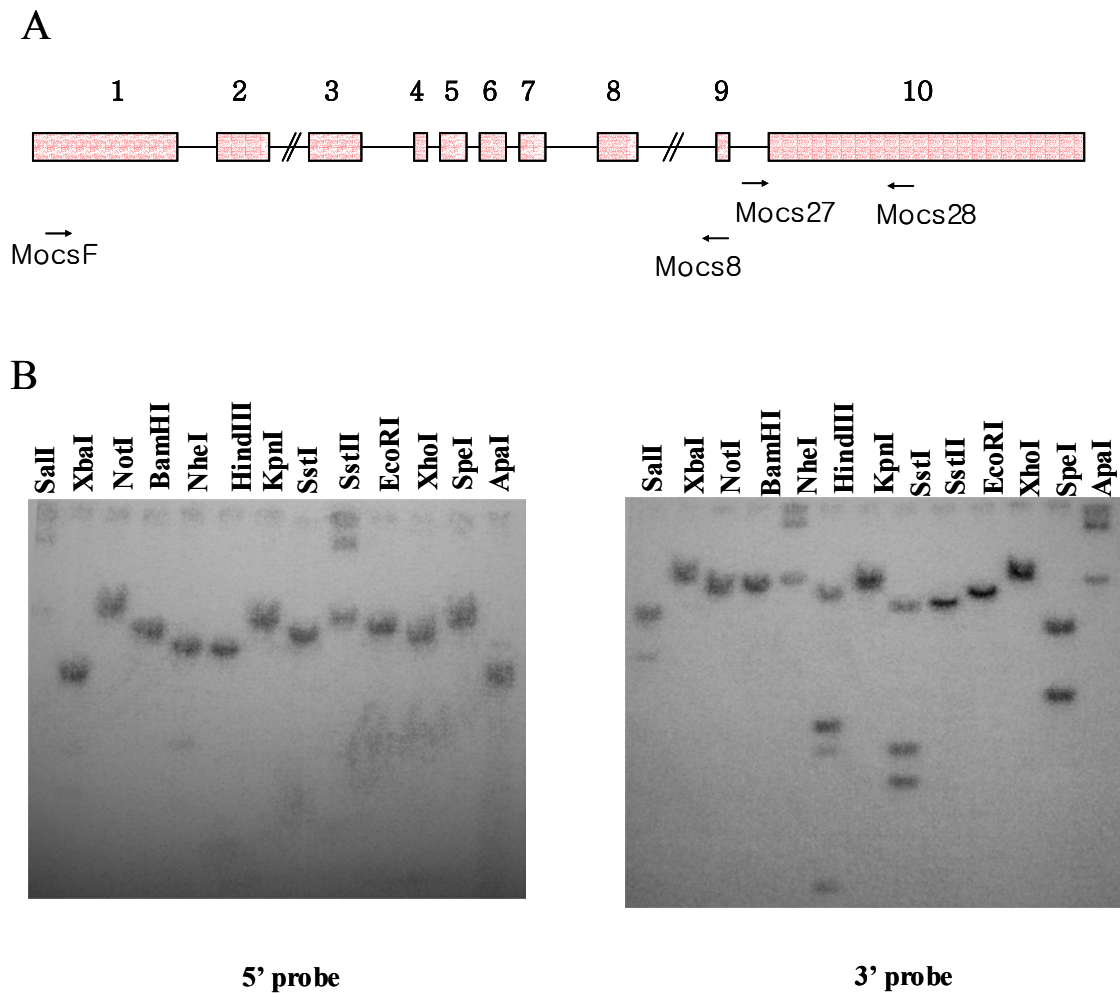 A
1 2 3 4 5 6 7 8 9 10
Mocs27 Mocs28
MocsF
Mocs8
B
SalI XbaI NotI BamHI NheI HindIII KpnI SstI SstII EcoRI XhoI SpeI ApaI
SalI XbaI NotI BamHI NheI HindIII KpnI SstI SstII EcoRI XhoI SpeI ApaI
5’ probe
3’ probe